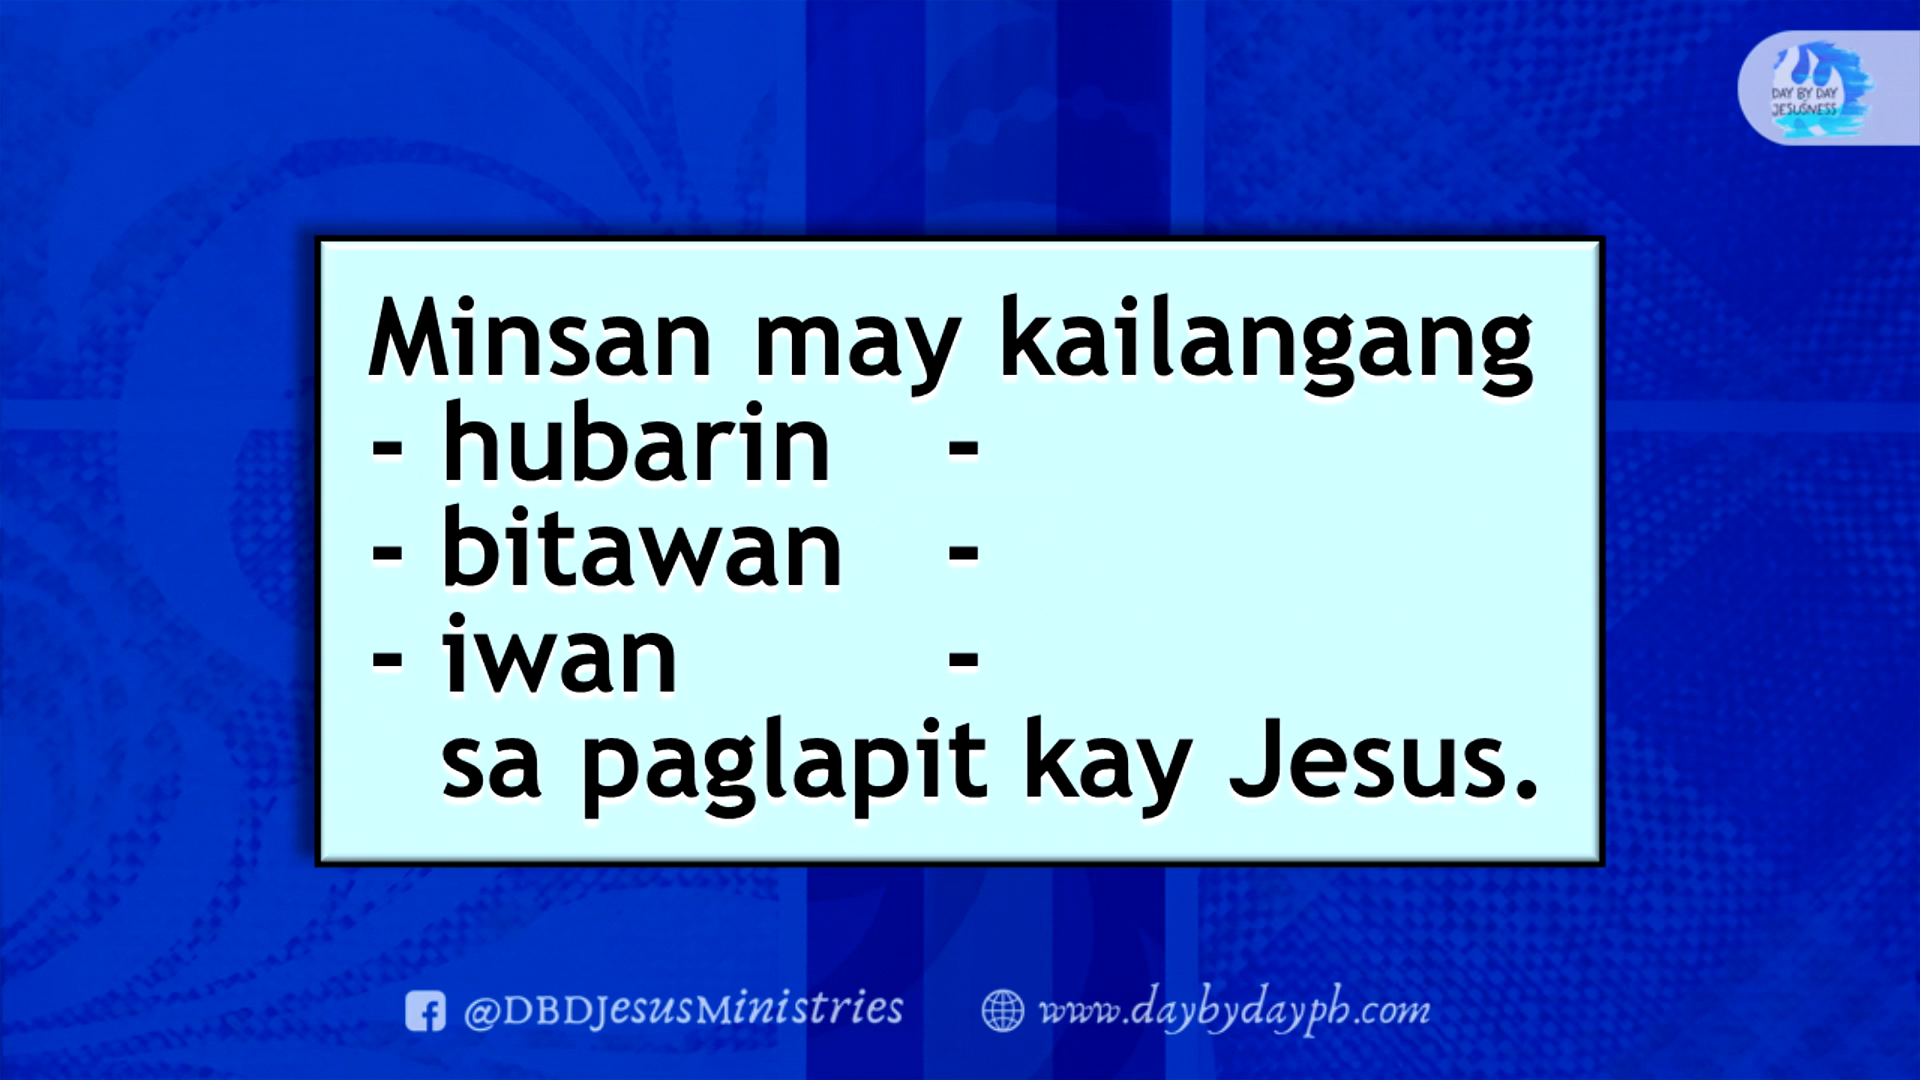 DAY BY DAY
JESUSNESS
Minsan may kailangang
- hubarin -
- bitawan -
- iwan -
sa paglapit kay Jesus.
@DBDJesusMinistries
www.daybydayph.com